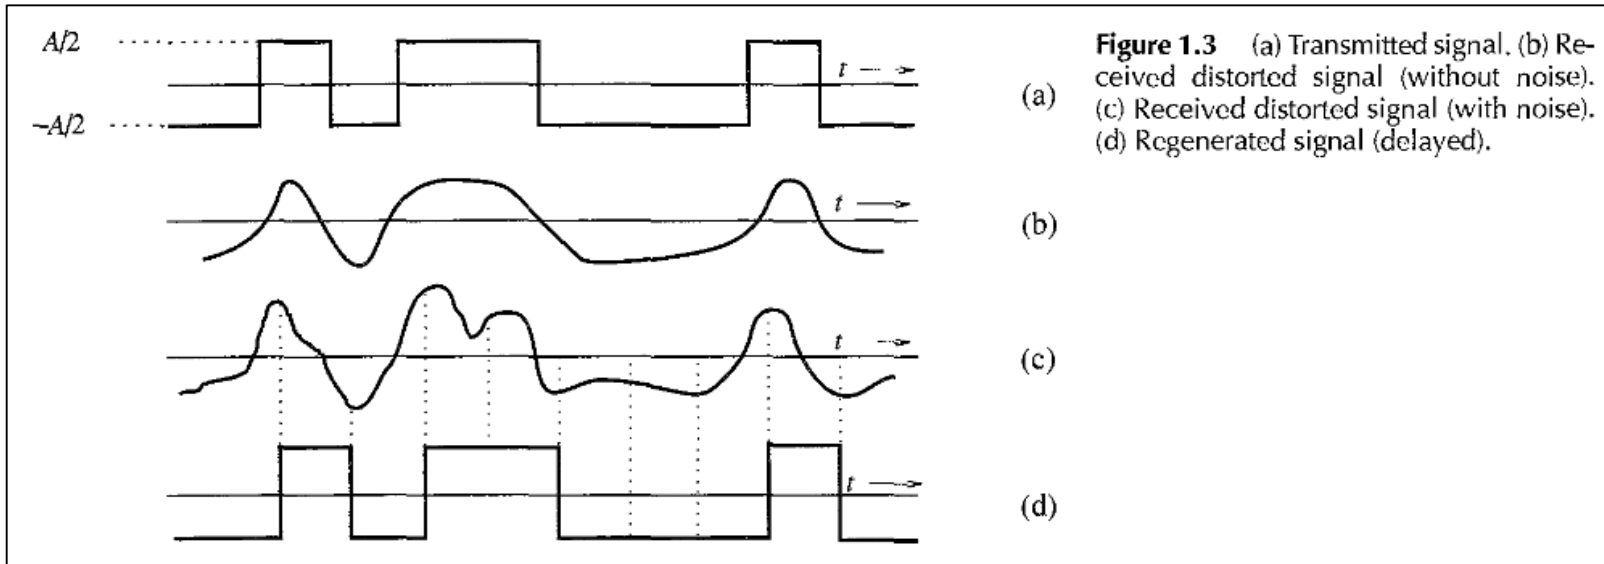 A/2
t
−A/2
(a)
t
(b)
t
(c)
t
(d)
Figure 1.3 (a) Transmitted signal. (b) Re-
ceived distorted signal (without noise).
(c) Received distorted signal (with noise).
(d) Regenerated signal (delayed).